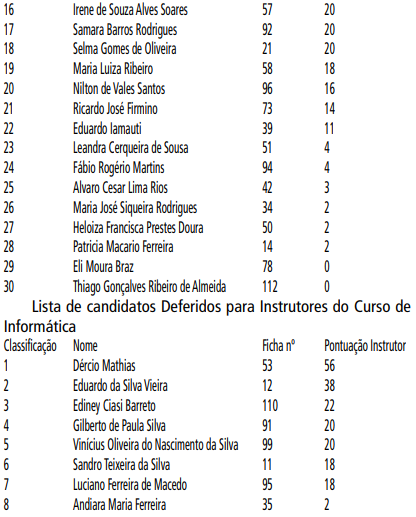 16 Irene de Souza Alves Soares 57 20
17 Samara Barros Rodrigues 92 20
18 Selma Gomes de Oliveira 21 20
19 Maria Luiza Ribeiro 58 18
20 Nilton de Vales Santos 96 16
21 Ricardo José Firmino 73 14
22 Eduardo Iamauti 39 11
23 Leandra Cerqueira de Sousa 51 4
24 Fábio Rogério Martins 94 4
25 Alvaro Cesar Lima Rios 42 3
26 Maria José Siqueira Rodrigues 34 2
27 Heloiza Francisca Prestes Doura 50 2
28 Patricia Macario Ferreira 14 2
29 Eli Moura Braz 78 0
30 Thiago Gonçalves Ribeiro de Almeida 112 0
Lista de candidatos Deferidos para Instrutores do Curso de
Informática
Classificação Nome Ficha nº Pontuação Instrutor
1 Dércio Mathias 53 56
2 Eduardo da Silva Vieira 12 38
3 Ediney Ciasi Barreto 110 22
4 Gilberto de Paula Silva 91 20
5 Vinícius Oliveira do Nascimento da Silva 99 20
6 Sandro Teixeira da Silva 11 18
7 Luciano Ferreira de Macedo 95 18
8 Andiara Maria Ferreira 35 2